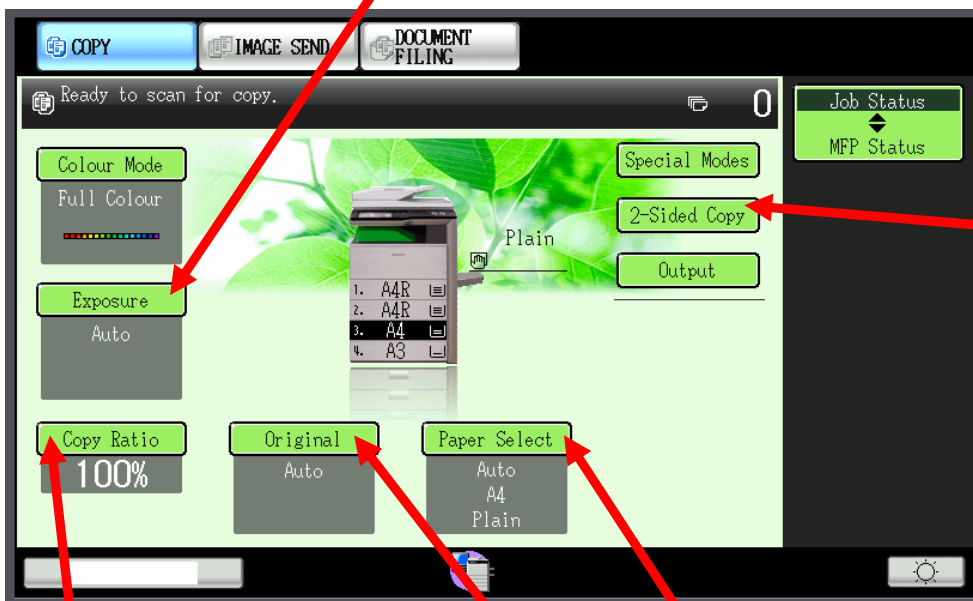 COPY
IMAGE SEND
DOCUMENT
FILING
Ready to scan for copy.
0
Job Status
MFP Status
Colour Mode
Full Colour
Special Modes
2-Sided Copy
Plain
Output
Exposure
Auto
1. A4R
2. A4R
3. A4
4. A3
Copy Ratio
100%
Original
Auto
Paper Select
Auto
A4
Plain